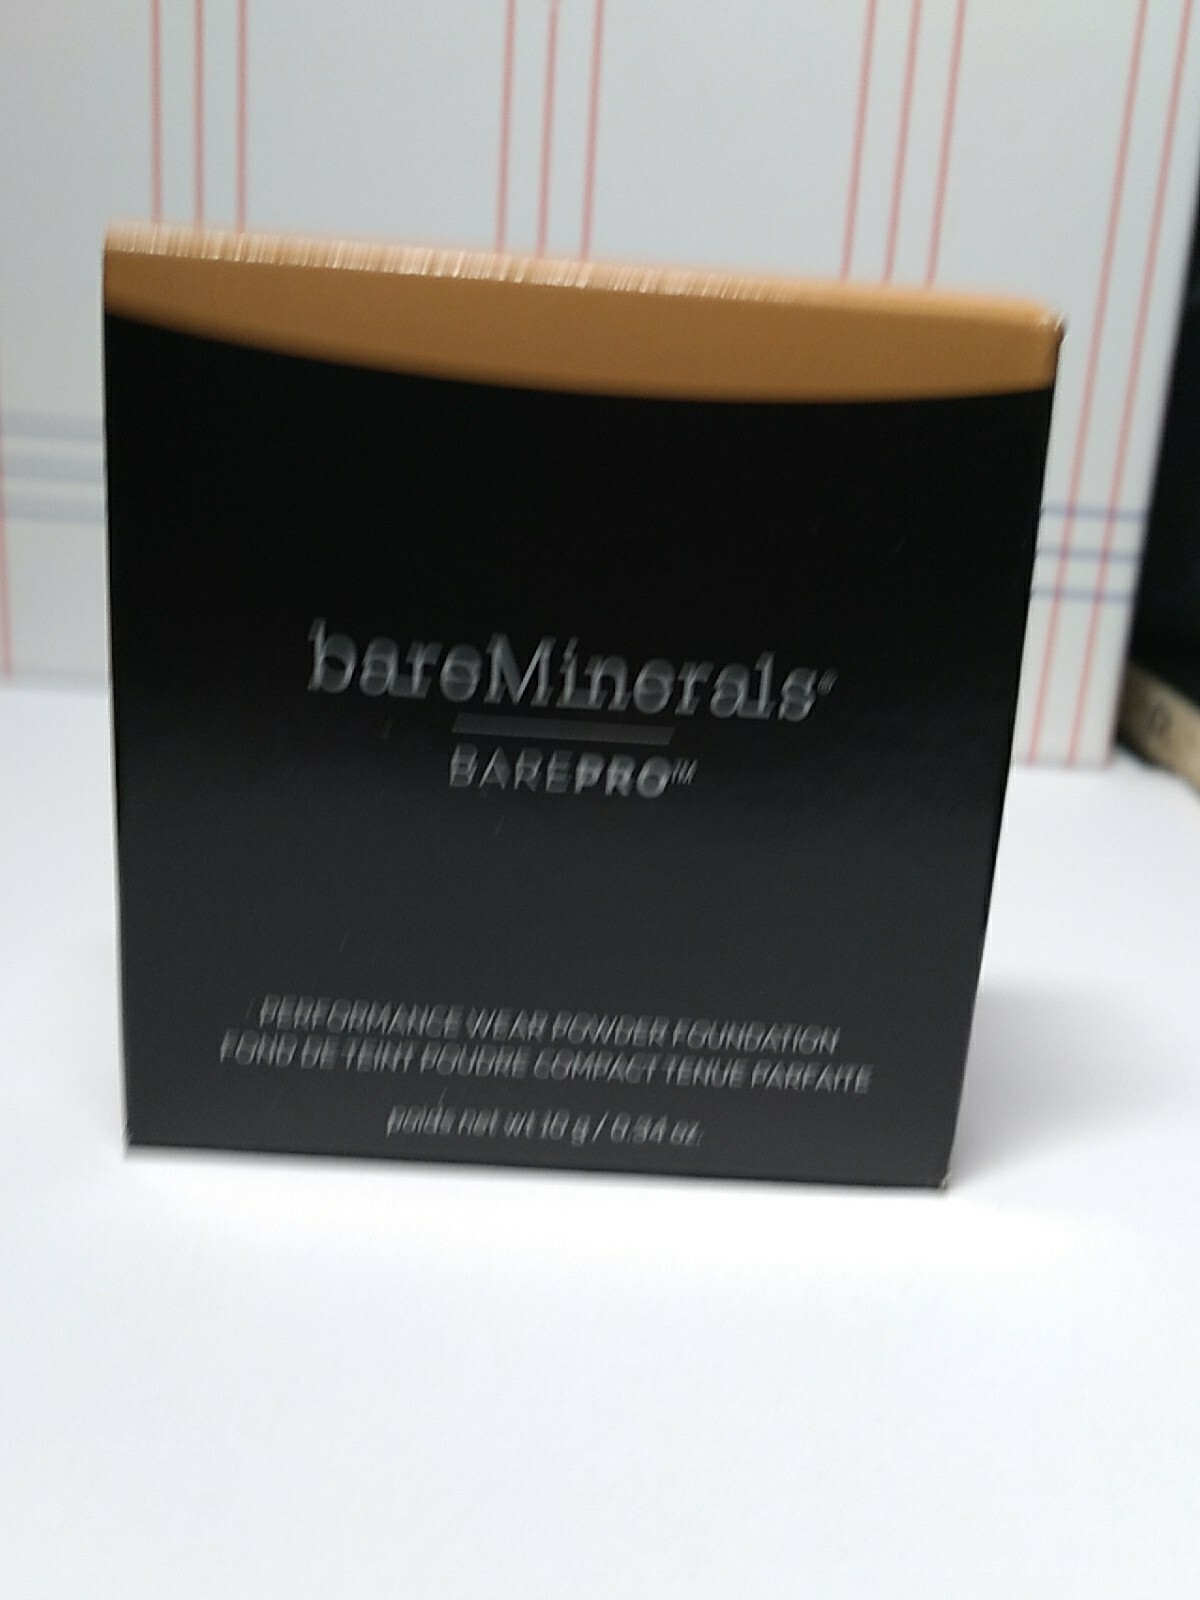 bareMinerals®
BAREPRO™
PERFORMANCE WEAR POWDER FOUNDATION
FOND DE TEINT POUDRE COMPACT TENUE PARFAITE
poids net wt 10 g / 0.34 oz.